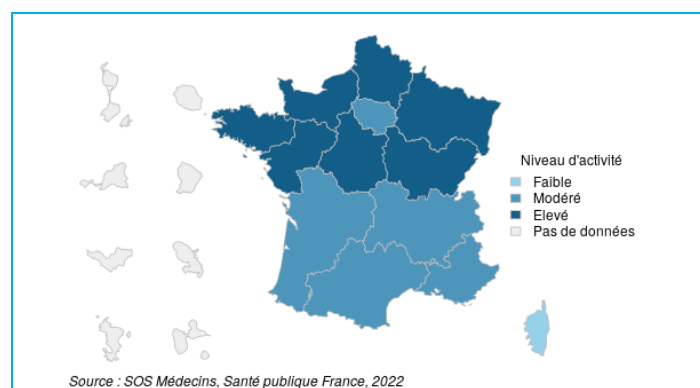 Niveau d'activité
Faible
Modéré
Elevé
Pas de données
Source : SOS Médecins, Santé publique France, 2022